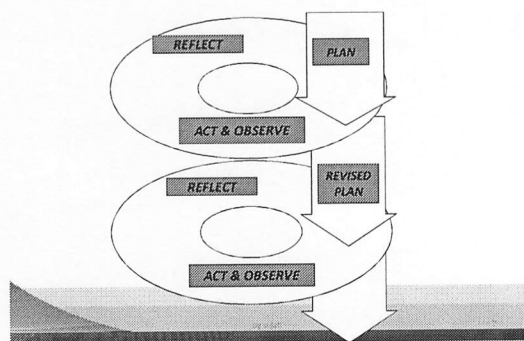 REFLECT
PLAN
ACT & OBSERVE
REFLECT
REVISED
PLAN
ACT & OBSERVE